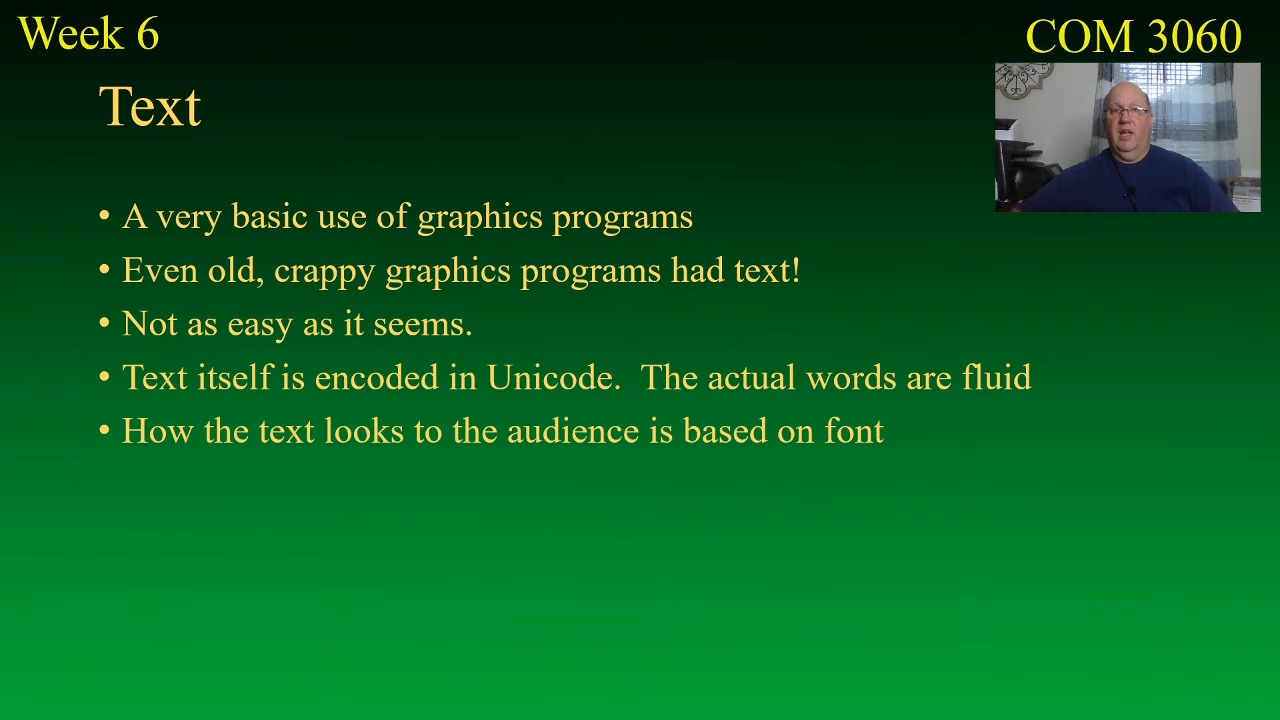 Week 6
COM 3060
Text
• A very basic use of graphics programs
• Even old, crappy graphics programs had text!
• Not as easy as it seems.
• Text itself is encoded in Unicode.  The actual words are fluid
• How the text looks to the audience is based on font